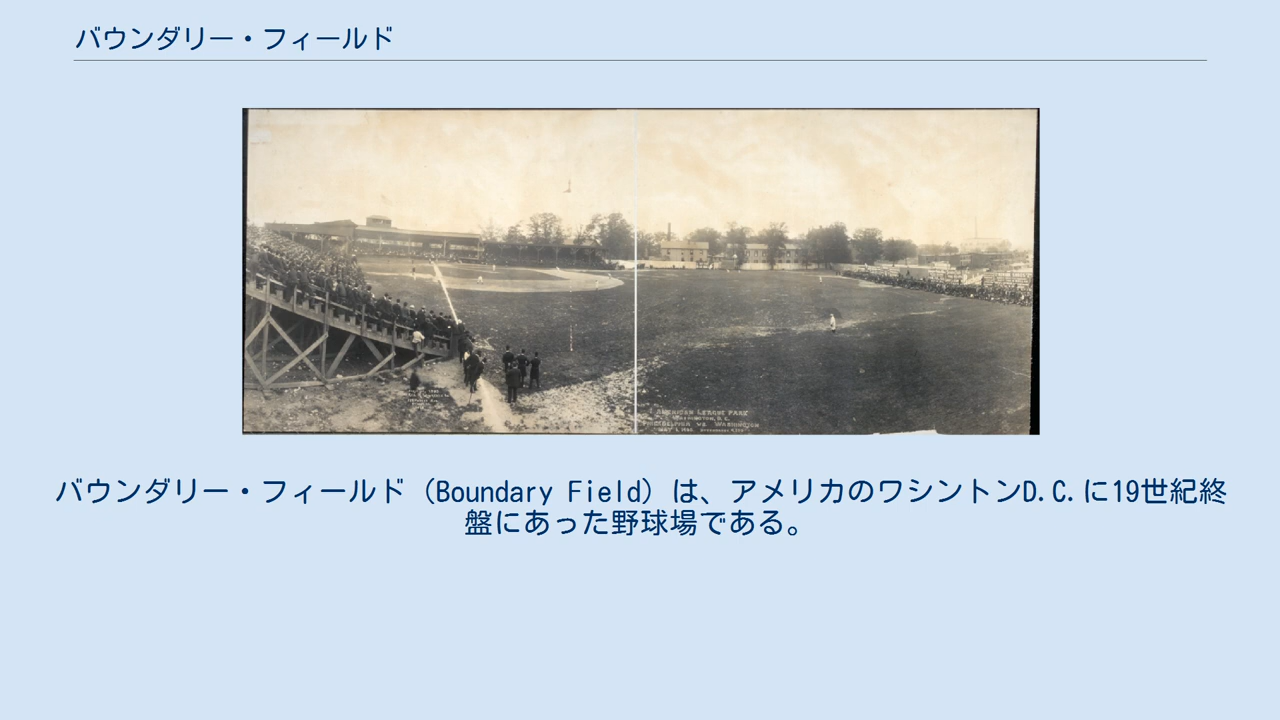 バウンダリー・フィールド
AMERICAN LEAGUE PARK
WASHINGTON, D.C.
PHILADELPHIA VS WASHINGTON
バウンダリー・フィールド（Boundary Field）は、アメリカのワシントンD.C.に19世紀終
盤にあった野球場である。